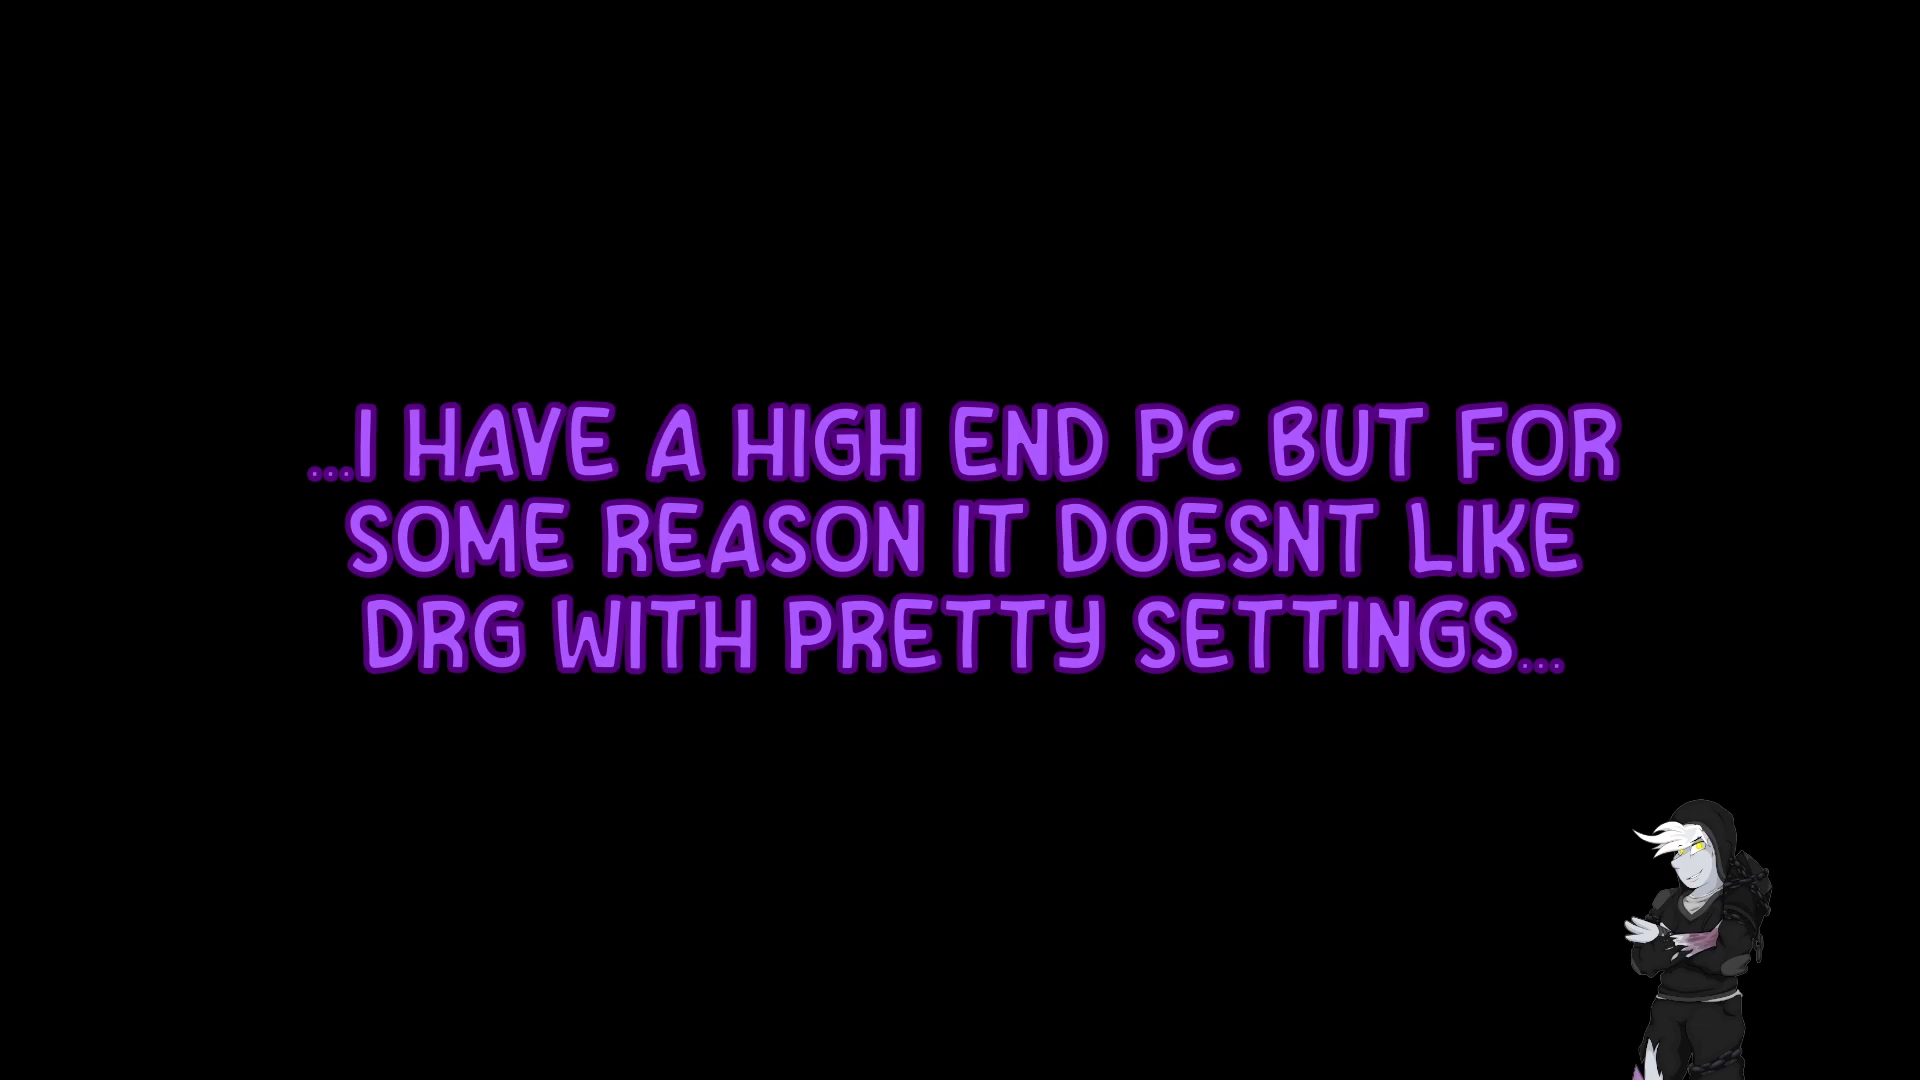 ...I HAVE A HIGH END PC BUT FOR
SOME REASON IT DOESNT LIKE
DRG WITH PRETTY SETTINGS...